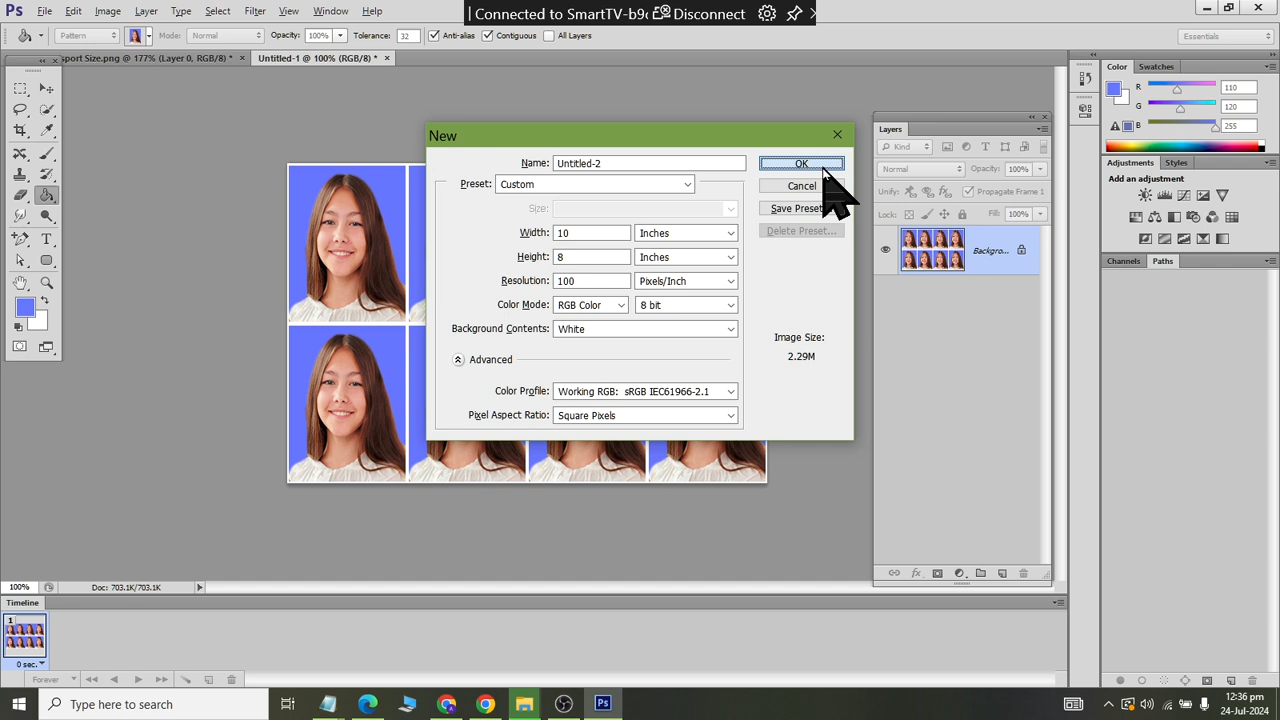 Ps File Edit Image Layer Type Select Filter View Window Help
Connected to SmartTV-b9 Disconnect
Pattern Mode: Normal Opacity: 100% Tolerance: 32 Anti-alias Contiguous All Layers Essentials
sport Size.png @ 177% (Layer 0, RGB/8) * × Untitled-1 @ 100% (RGB/8) * ×
Color Swatches
R 110
G 120
B 255
New
Name: Untitled-2 OK
Preset: Custom Cancel
Size: Save Preset...
Width: 10 Inches Delete Preset...
Height: 8 Inches
Resolution: 100 Pixels/Inch
Color Mode: RGB Color 8 bit
Background Contents: White
Image Size:
2.29M
Advanced
Color Profile: Working RGB: sRGB IEC61966-2.1
Pixel Aspect Ratio: Square Pixels
Layers
Kind
Normal Opacity: 100%
Unify: Propagate Frame 1
Lock: Fill: 100%
Backgro...
Adjustments Styles
Add an adjustment
Channels Paths
100% Doc: 703.1K/703.1K
Timeline
1
0 sec.
Forever
Type here to search
12:36 pm
24-Jul-2024